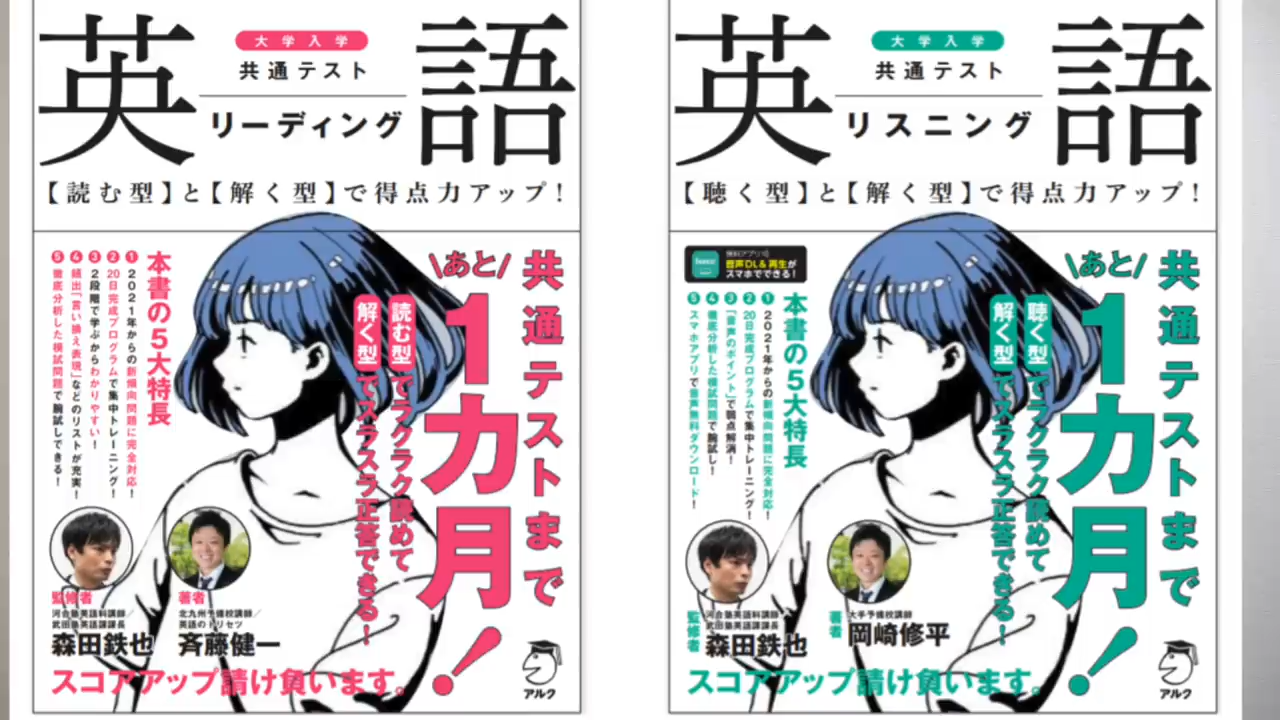 英語
大学入学
共通テスト
リーディング
【読む型】と【解く型】で得点力アップ!
共通テストまで
\あと/
1カ月!
読む型でラクラク読めて
解く型でスラスラ正答できる!
本書の5大特長
1 2021年からの新傾向問題に完全対応!
2 20日完成プログラムで集中トレーニング!
3 2段階で学ぶからわかりやすい!
4 頻出「言い換え表現」などのリストが充実!
5 徹底分析した模試問題で腕試しできる!
監修者
河合塾英語科講師/
武田塾英語課課長
森田鉄也
著者
北九州予備校講師/
英語のトリセツ
斉藤健一
スコアアップ請け負います。
アルク
英語
大学入学
共通テスト
リスニング
【聴く型】と【解く型】で得点力アップ!
共通テストまで
\あと/
1カ月!
聴く型でラクラク読めて
解く型でスラスラ正答できる!
音声DL&再生が
スマホでできる!
本書の5大特長
1 2021年からの新傾向問題に完全対応!
2 20日完成プログラムで集中トレーニング!
3 「音声のポイント」で弱点解消!
4 徹底分析した模試問題で腕試し!
5 スマホアプリで音声無料ダウンロード!
監修者
河合塾英語科講師/
武田塾英語課課長
森田鉄也
著者
大手予備校講師
岡崎修平
スコアアップ請け負います。
アルク